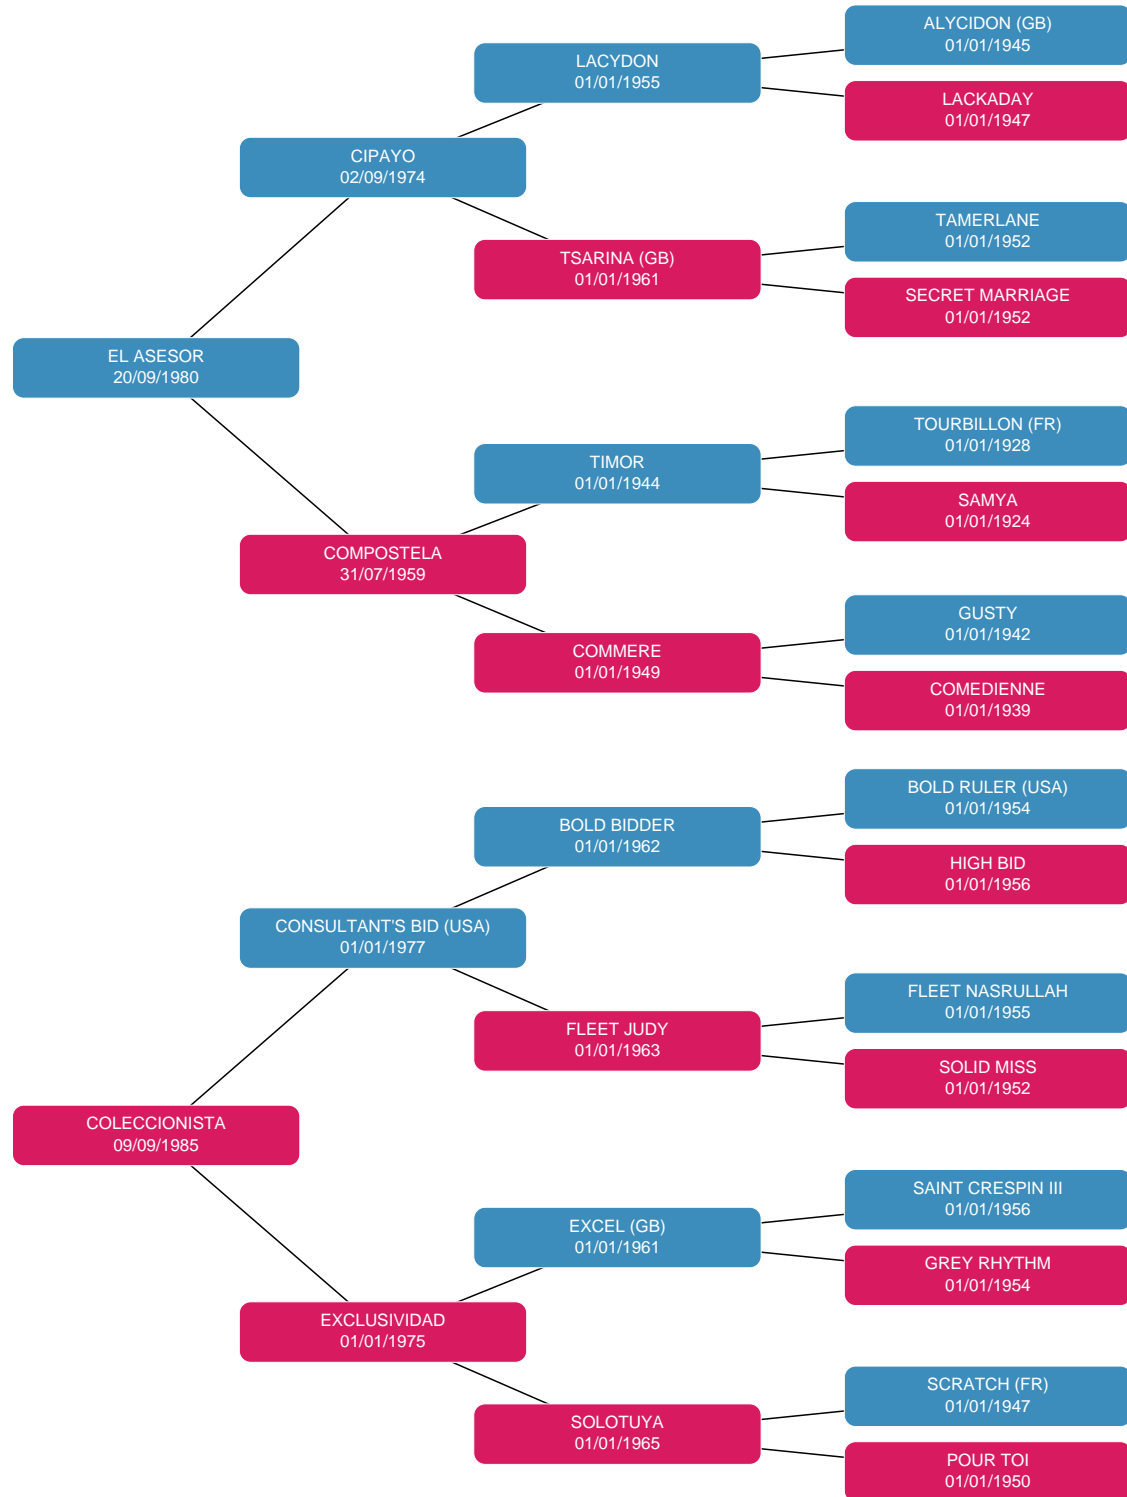 ALYCIDON (GB)
01/01/1945
LACYDON
01/01/1955
LACKADAY
01/01/1947
CIPAYO
02/09/1974
TAMERLANE
01/01/1952
TSARINA (GB)
01/01/1961
SECRET MARRIAGE
01/01/1952
EL ASESOR
20/09/1980
TOURBILLON (FR)
01/01/1928
TIMOR
01/01/1944
SAMYA
01/01/1924
COMPOSTELA
31/07/1959
GUSTY
01/01/1942
COMMERE
01/01/1949
COMEDIENNE
01/01/1939
BOLD RULER (USA)
01/01/1954
BOLD BIDDER
01/01/1962
HIGH BID
01/01/1956
CONSULTANT'S BID (USA)
01/01/1977
FLEET NASRULLAH
01/01/1955
FLEET JUDY
01/01/1963
SOLID MISS
01/01/1952
COLECCIONISTA
09/09/1985
SAINT CRESPIN III
01/01/1956
EXCEL (GB)
01/01/1961
GREY RHYTHM
01/01/1954
EXCLUSIVIDAD
01/01/1975
SCRATCH (FR)
01/01/1947
SOLOTUYA
01/01/1965
POUR TOI
01/01/1950